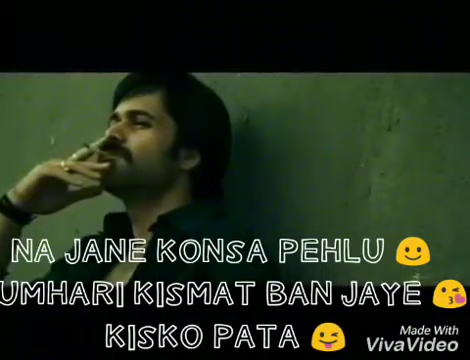 NA JANE KONSA PEHLU 🙂
UMHARI KISMAT BAN JAYE 😘
KISKO PATA 😜
Made With
VivaVideo